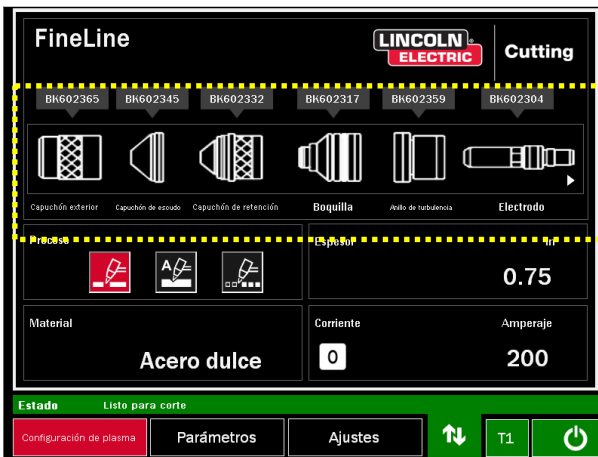 FineLine
LINCOLN ELECTRIC
Cutting
BK602365 BK602345 BK602332 BK602317 BK602359 BK602304
Capuchón exterior Capuchón de escudo Capuchón de retención Boquilla Anillo de turbulencia Electrodo
Proceso
A
Espesor in
0.75
Material
Acero dulce
Corriente Amperaje
0 200
Estado Listo para corte
Configuración de plasma Parámetros Ajustes T1